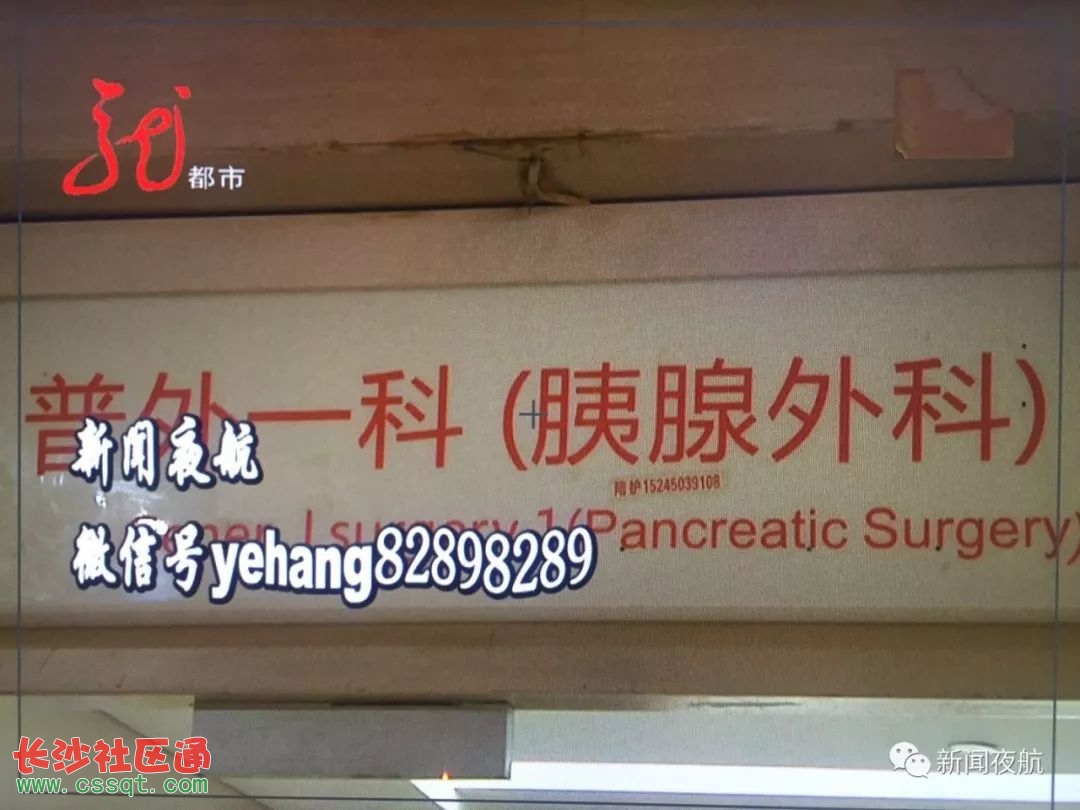 龙
都市
普外一科(胰腺外科)
新闻夜航
陪护15245039108
surgery 1(Pancreatic Surgery)
微信号yehang82898289
长沙社区通
www.cssqt.com
新闻夜航